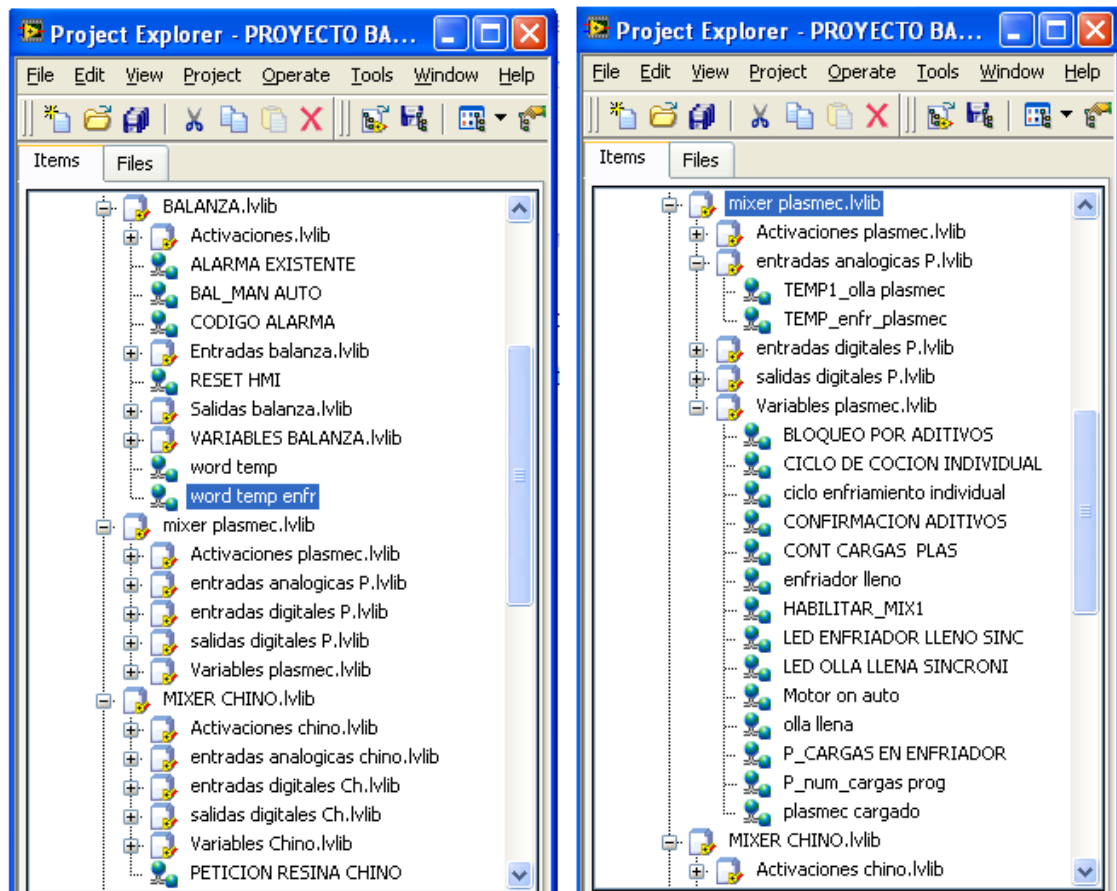 Project Explorer - PROYECTO BA...
File Edit View Project Operate Tools Window Help
Items Files
BALANZA.lvlib
Activaciones.lvlib
ALARMA EXISTENTE
BAL_MAN AUTO
CODIGO ALARMA
Entradas balanza.lvlib
RESET HMI
Salidas balanza.lvlib
VARIABLES BALANZA.lvlib
word temp
word temp enfr
mixer plasmec.lvlib
Activaciones plasmec.lvlib
entradas analogicas P.lvlib
entradas digitales P.lvlib
salidas digitales P.lvlib
Variables plasmec.lvlib
MIXER CHINO.lvlib
Activaciones chino.lvlib
entradas analogicas chino.lvlib
entradas digitales Ch.lvlib
salidas digitales Ch.lvlib
Variables Chino.lvlib
PETICION RESINA CHINO
Project Explorer - PROYECTO BA...
File Edit View Project Operate Tools Window Help
Items Files
mixer plasmec.lvlib
Activaciones plasmec.lvlib
entradas analogicas P.lvlib
TEMP1_olla plasmec
TEMP_enfr_plasmec
entradas digitales P.lvlib
salidas digitales P.lvlib
Variables plasmec.lvlib
BLOQUEO POR ADITIVOS
CICLO DE COCION INDIVIDUAL
ciclo enfriamiento individual
CONFIRMACION ADITIVOS
CONT CARGAS PLAS
enfriador lleno
HABILITAR_MIX1
LED ENFRIADOR LLENO SINC
LED OLLA LLENA SINCRONI
Motor on auto
olla llena
P_CARGAS EN ENFRIADOR
P_num_cargas prog
plasmec cargado
MIXER CHINO.lvlib
Activaciones chino.lvlib